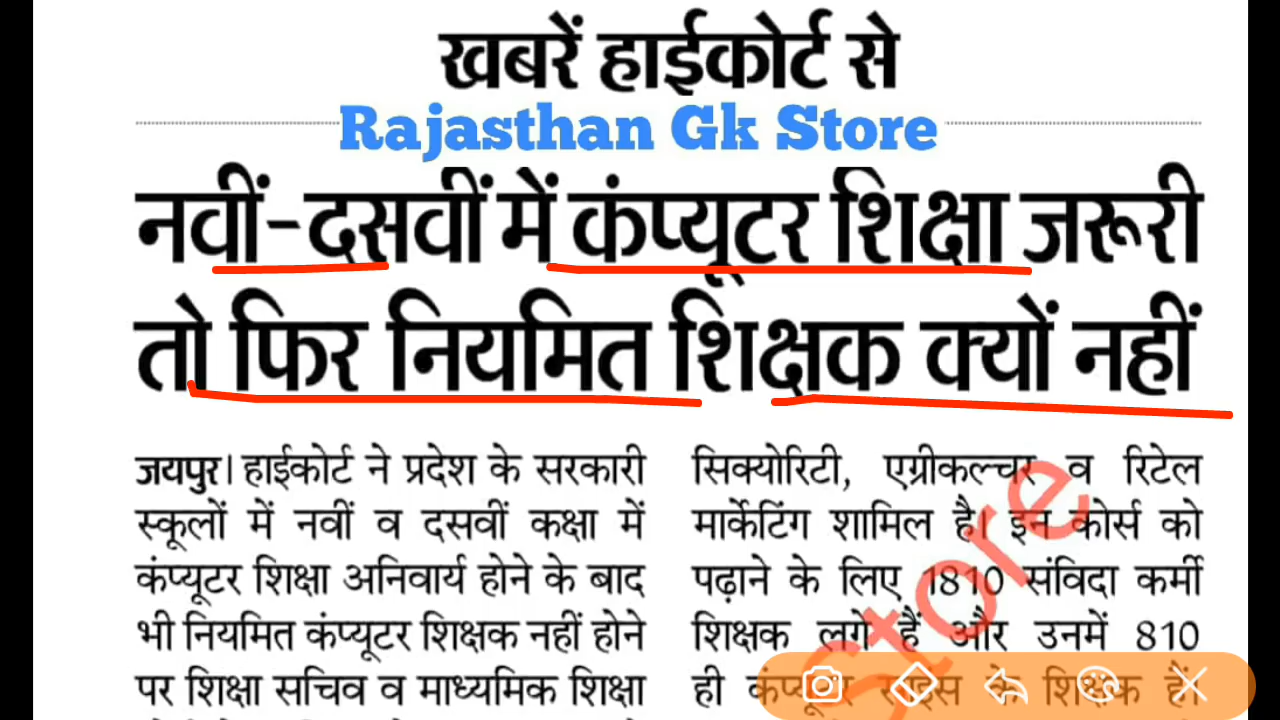 खबरें हाईकोर्ट से
Rajasthan Gk Store
नवीं-दसवीं में कंप्यूटर शिक्षा जरूरी
तो फिर नियमित शिक्षक क्यों नहीं
जयपुर। हाईकोर्ट ने प्रदेश के सरकारी
स्कूलों में नवीं व दसवीं कक्षा में
कंप्यूटर शिक्षा अनिवार्य होने के बाद
भी नियमित कंप्यूटर शिक्षक नहीं होने
पर शिक्षा सचिव व माध्यमिक शिक्षा
सिक्योरिटी, एग्रीकल्चर व रिटेल
मार्केटिंग शामिल है। इन कोर्स को
पढ़ाने के लिए 1810 संविदा कर्मी
शिक्षक लगे हैं और उनमें 810
ही कंप्यूटर साइंस के शिक्षक हैं।
Store